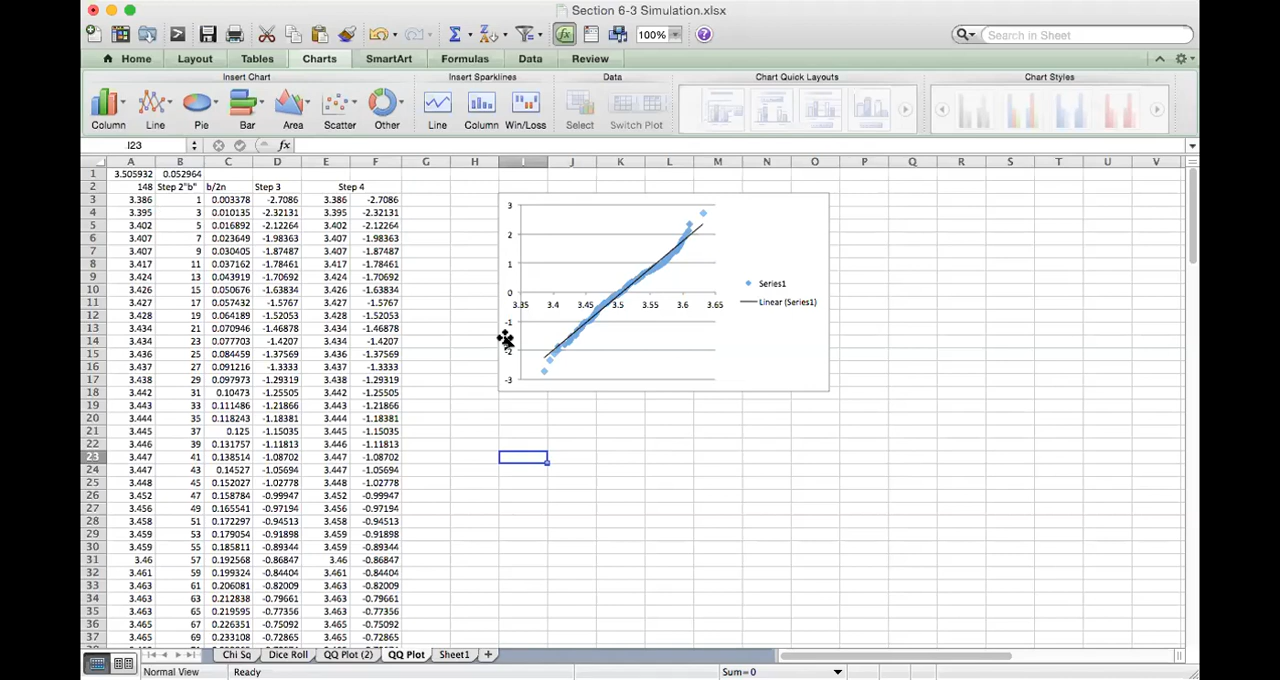 Section 6-3 Simulation.xlsx
100%
Search in Sheet
Home Layout Tables Charts SmartArt Formulas Data Review
Insert Chart Insert Sparklines Data Chart Quick Layouts Chart Styles
Column Line Pie Bar Area Scatter Other Line Column Win/Loss Select Switch Plot
I23 fx
A B C D E F G H I J K L M N O P Q R S T U V
1 3.505932 0.052964
2 148 Step 2"b" b/2n Step 3 Step 4
3 3.386 1 0.003378 -2.7086 3.386 -2.7086
4 3.395 3 0.010135 -2.32131 3.395 -2.32131
5 3.402 5 0.016892 -2.12264 3.402 -2.12264
6 3.407 7 0.023649 -1.98363 3.407 -1.98363
7 3.407 9 0.030405 -1.87487 3.407 -1.87487
8 3.417 11 0.037162 -1.78461 3.417 -1.78461
9 3.424 13 0.043919 -1.70692 3.424 -1.70692
10 3.426 15 0.050676 -1.63834 3.426 -1.63834
11 3.427 17 0.057432 -1.5767 3.427 -1.5767
12 3.428 19 0.064189 -1.52053 3.428 -1.52053
13 3.434 21 0.070946 -1.46878 3.434 -1.46878
14 3.434 23 0.077703 -1.4207 3.434 -1.4207
15 3.436 25 0.084459 -1.37569 3.436 -1.37569
16 3.437 27 0.091216 -1.3333 3.437 -1.3333
17 3.438 29 0.097973 -1.29319 3.438 -1.29319
18 3.442 31 0.10473 -1.25505 3.442 -1.25505
19 3.443 33 0.111486 -1.21866 3.443 -1.21866
20 3.444 35 0.118243 -1.18381 3.444 -1.18381
21 3.445 37 0.125 -1.15035 3.445 -1.15035
22 3.446 39 0.131757 -1.11813 3.446 -1.11813
23 3.447 41 0.138514 -1.08702 3.447 -1.08702
24 3.447 43 0.14527 -1.05694 3.447 -1.05694
25 3.448 45 0.152027 -1.02778 3.448 -1.02778
26 3.452 47 0.158784 -0.99947 3.452 -0.99947
27 3.456 49 0.165541 -0.97194 3.456 -0.97194
28 3.458 51 0.172297 -0.94513 3.458 -0.94513
29 3.459 53 0.179054 -0.91898 3.459 -0.91898
30 3.459 55 0.185811 -0.89344 3.459 -0.89344
31 3.46 57 0.192568 -0.86847 3.46 -0.86847
32 3.461 59 0.199324 -0.84404 3.461 -0.84404
33 3.463 61 0.206081 -0.82009 3.463 -0.82009
34 3.463 63 0.212838 -0.79661 3.463 -0.79661
35 3.463 65 0.219595 -0.77356 3.463 -0.77356
36 3.465 67 0.226351 -0.75092 3.465 -0.75092
37 3.465 69 0.233108 -0.72865 3.465 -0.72865
3
2
1
0
-1
-2
-3
3.35 3.4 3.45 3.5 3.55 3.6 3.65
Series1
Linear (Series1)
Chi Sq Dice Roll QQ Plot (2) QQ Plot Sheet1 +
Normal View Ready Sum=0